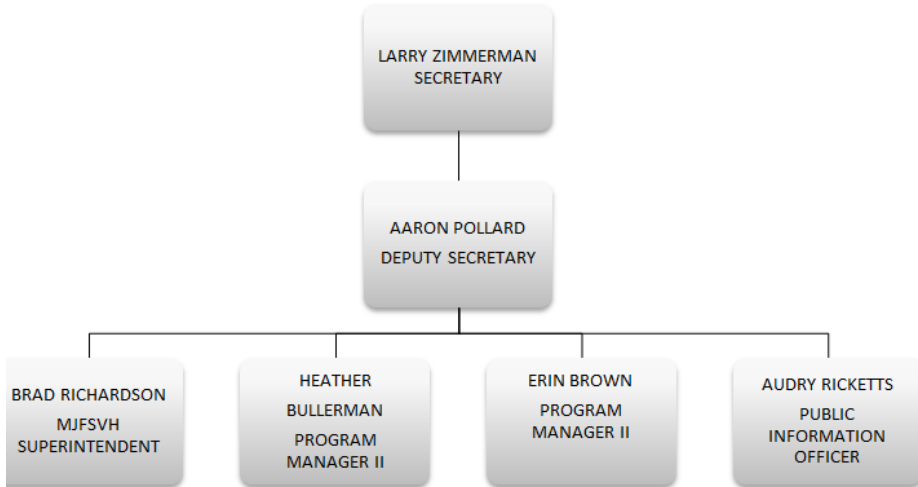 LARRY ZIMMERMAN
SECRETARY
AARON POLLARD
DEPUTY SECRETARY
BRAD RICHARDSON
MJFSVH
SUPERINTENDENT
HEATHER
BULLERMAN
PROGRAM
MANAGER II
ERIN BROWN
PROGRAM
MANAGER II
AUDRY RICKETTS
PUBLIC
INFORMATION
OFFICER